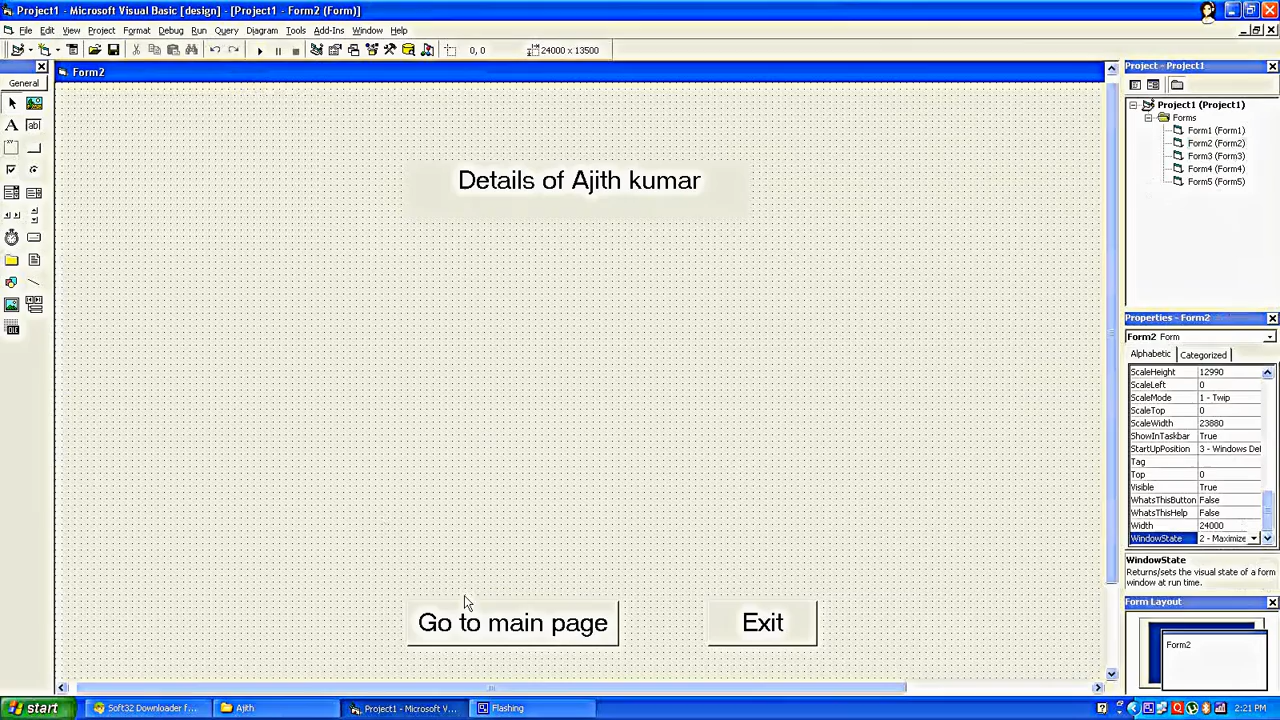 Project1 - Microsoft Visual Basic [design] - [Project1 - Form2 (Form)]
File Edit View Project Format Debug Run Query Diagram Tools Add-Ins Window Help
0, 0 24000 x 13500
General
Form2
Details of Ajith kumar
Go to main page
Exit
Project - Project1
Project1 (Project1)
Forms
Form1 (Form1)
Form2 (Form2)
Form3 (Form3)
Form4 (Form4)
Form5 (Form5)
Properties - Form2
Form2 Form
Alphabetic Categorized
ScaleHeight 12990
ScaleLeft 0
ScaleMode 1 - Twip
ScaleTop 0
ScaleWidth 23880
ShowInTaskbar True
StartUpPosition 3 - Windows Del
Tag
Top 0
Visible True
WhatsThisButton False
WhatsThisHelp False
Width 24000
WindowState 2 - Maximize
WindowState
Returns/sets the visual state of a form
window at run time.
Form Layout
Form2
start
Soft32 Downloader f...
Ajith
Project1 - Microsoft V...
Flashing
2:21 PM